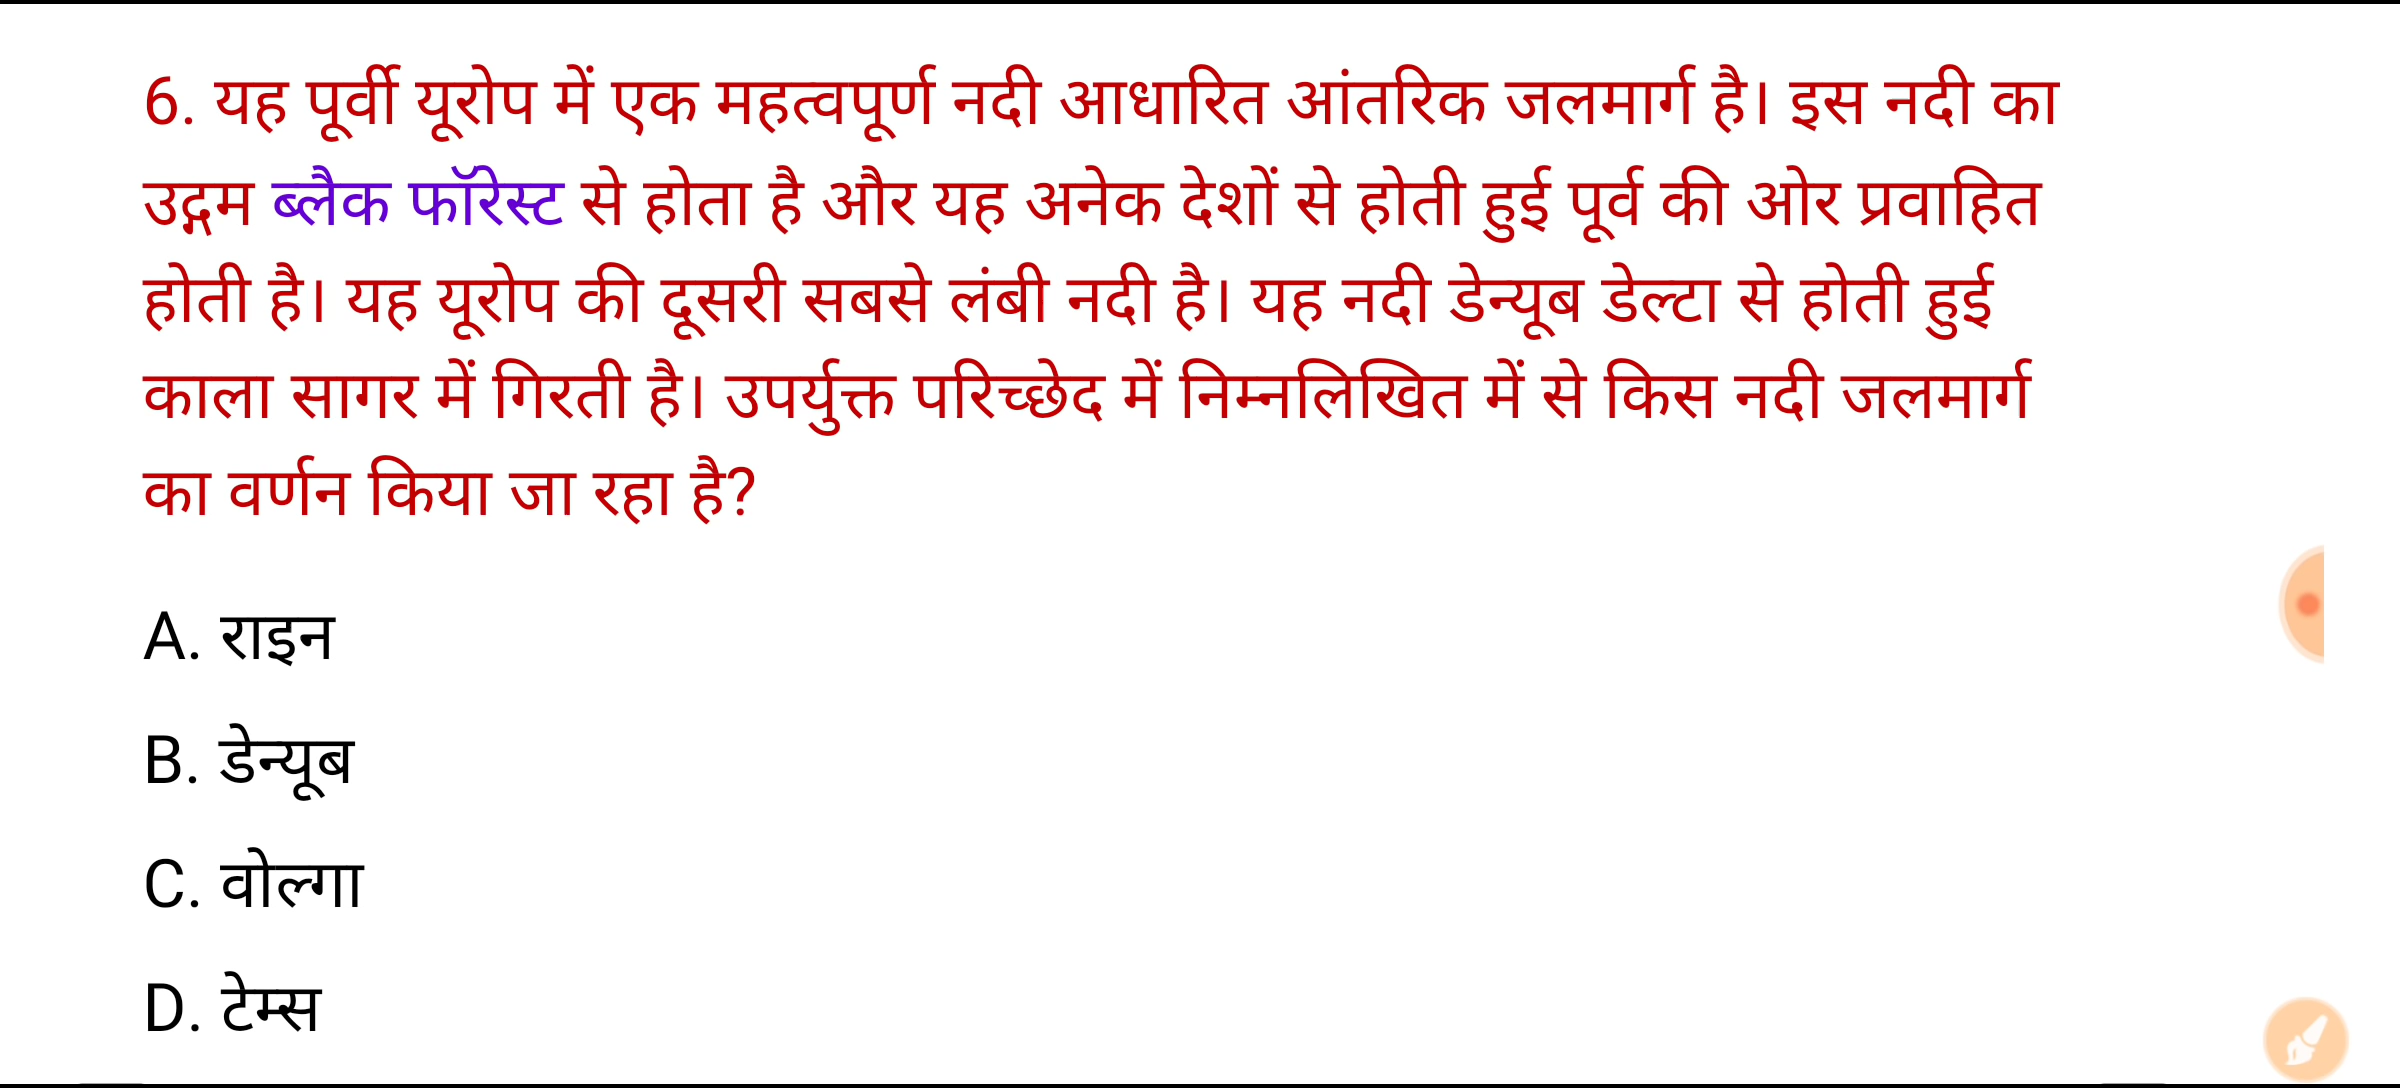 6. यह पूर्वी यूरोप में एक महत्वपूर्ण नदी आधारित आंतरिक जलमार्ग है। इस नदी का
उद्गम ब्लैक फॉरेस्ट से होता है और यह अनेक देशों से होती हुई पूर्व की ओर प्रवाहित
होती है। यह यूरोप की दूसरी सबसे लंबी नदी है। यह नदी डेन्यूब डेल्टा से होती हुई
काला सागर में गिरती है। उपर्युक्त परिच्छेद में निम्नलिखित में से किस नदी जलमार्ग
का वर्णन किया जा रहा है?
A. राइन
B. डेन्यूब
C. वोल्गा
D. टेम्स